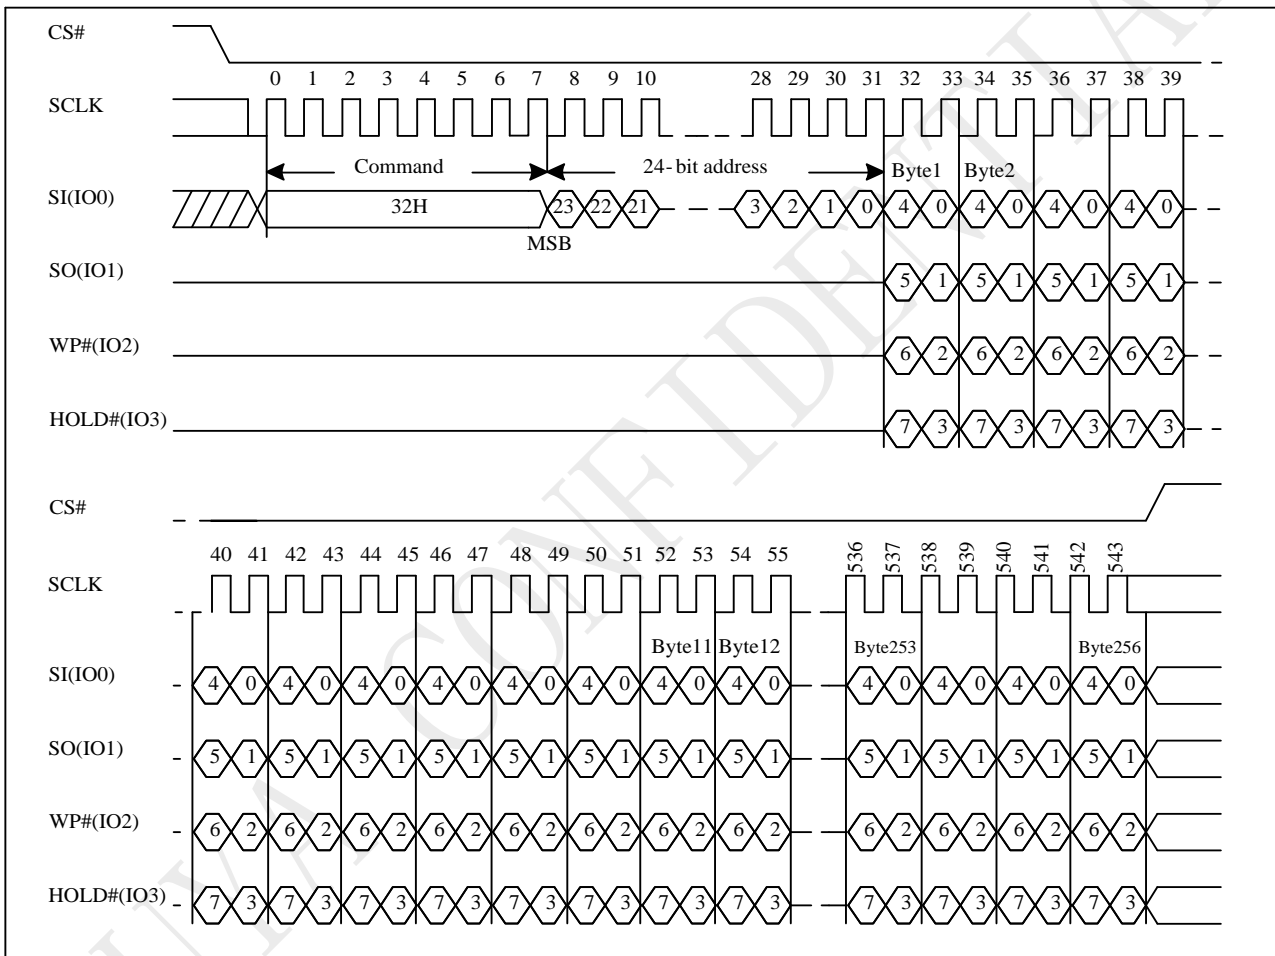 CS#
0 1 2 3 4 5 6 7 8 9 10 28 29 30 31 32 33 34 35 36 37 38 39
SCLK
Command 24-bit address Byte1 Byte2
SI(IO0) 32H 23 22 21 3 2 1 0 4 0 4 0 4 0 4 0
MSB
SO(IO1) 5 1 5 1 5 1 5 1
WP#(IO2) 6 2 6 2 6 2 6 2
HOLD#(IO3) 7 3 7 3 7 3 7 3
CS#
40 41 42 43 44 45 46 47 48 49 50 51 52 53 54 55 536 537 538 539 540 541 542 543
SCLK
Byte11 Byte12 Byte253 Byte256
SI(IO0) 4 0 4 0 4 0 4 0 4 0 4 0 4 0 4 0 4 0 4 0 4 0 4 0
SO(IO1) 5 1 5 1 5 1 5 1 5 1 5 1 5 1 5 1 5 1 5 1 5 1 5 1
WP#(IO2) 6 2 6 2 6 2 6 2 6 2 6 2 6 2 6 2 6 2 6 2 6 2 6 2
HOLD#(IO3) 7 3 7 3 7 3 7 3 7 3 7 3 7 3 7 3 7 3 7 3 7 3 7 3
UYA CONFIDENTIAL